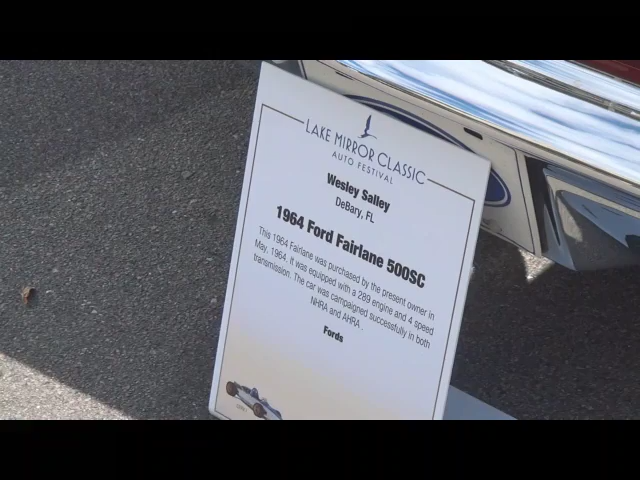 LAKE MIRROR CLASSIC
AUTO FESTIVAL
Wesley Salley
DeBary, FL
1964 Ford Fairlane 500SC
This 1964 Fairlane was purchased by the present owner in
May, 1964. It was equipped with a 289 engine and 4 speed
transmission. The car was campaigned successfully in both
NHRA and AHRA.
Fords